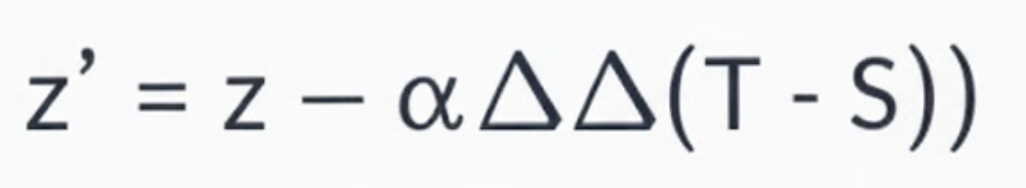 z’ = z – αΔΔ(T - S))